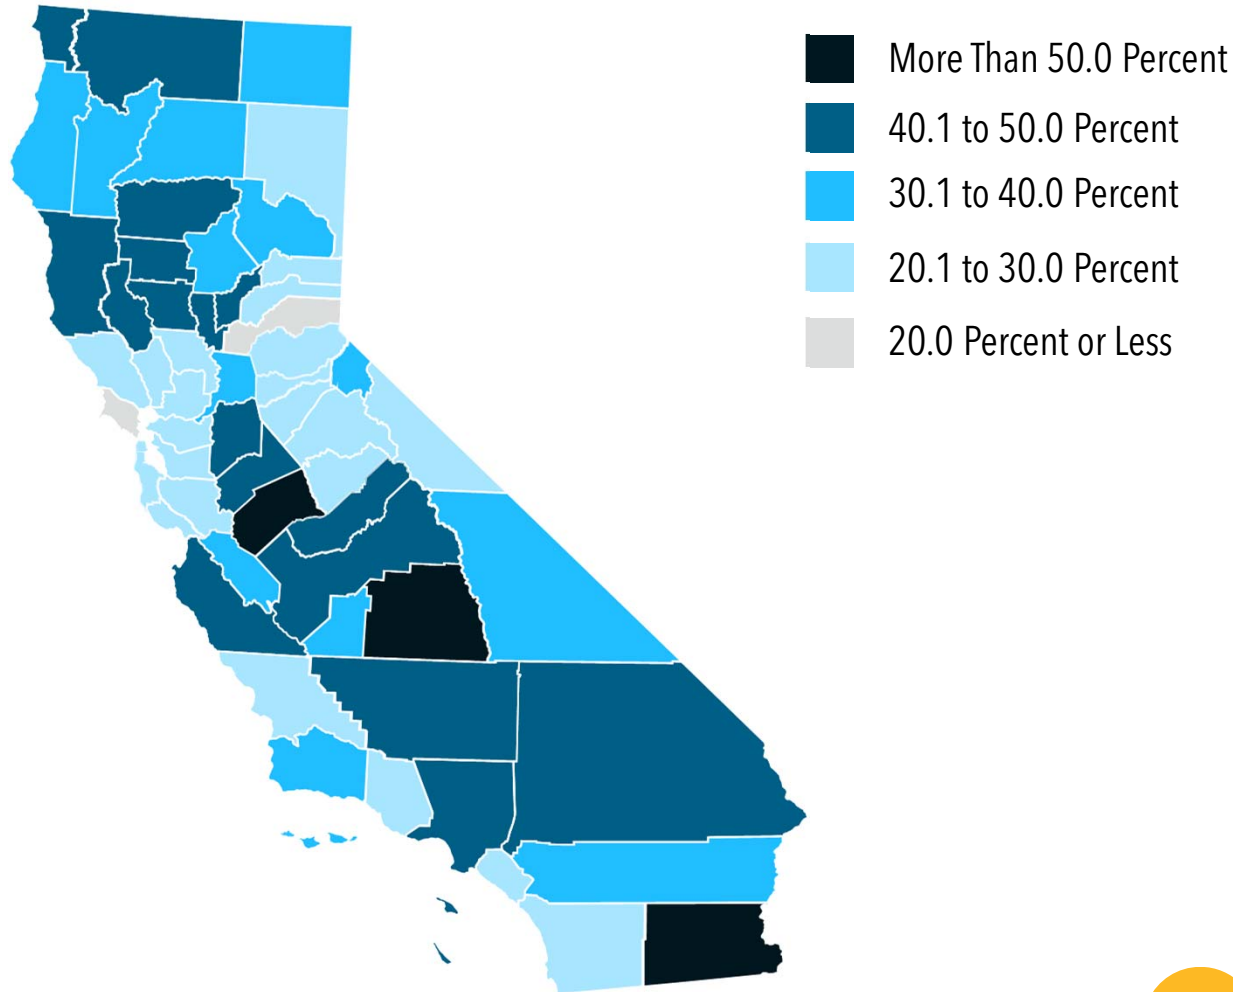 More Than 50.0 Percent
40.1 to 50.0 Percent
30.1 to 40.0 Percent
20.1 to 30.0 Percent
20.0 Percent or Less